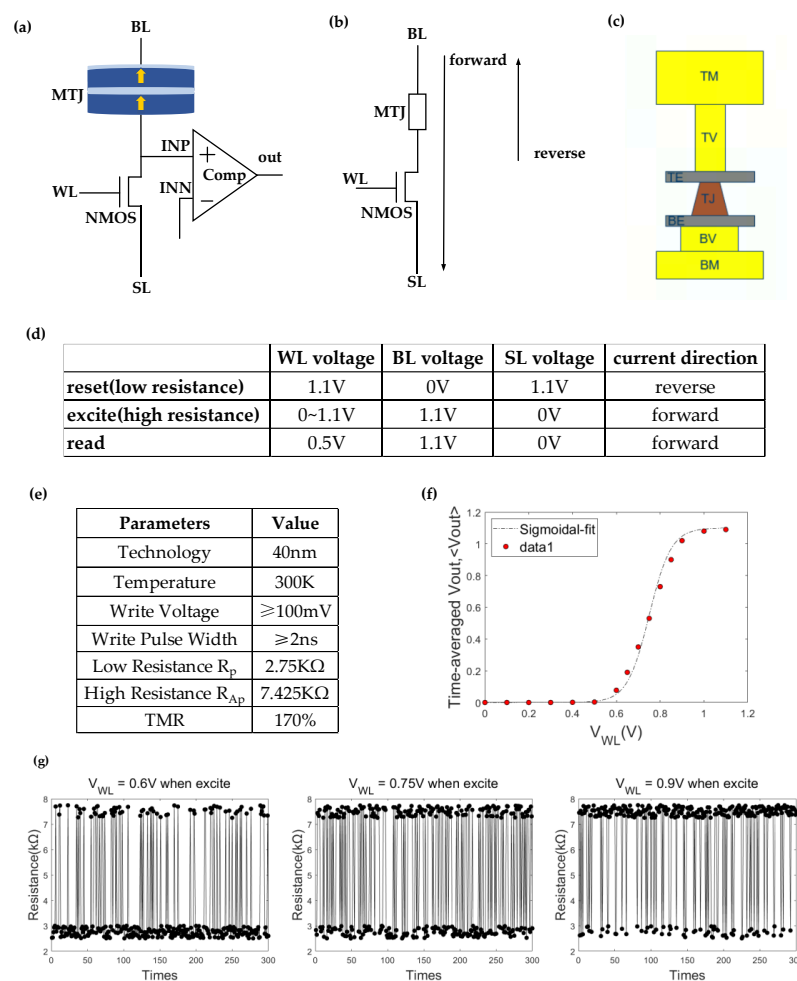 (a)
BL
MTJ
INP
out
Comp
INN
WL
NMOS
SL
(b)
BL
forward
MTJ
reverse
WL
NMOS
SL
(c)
TM
TV
TE
TJ
BE
BV
BM
(d)
WL voltage BL voltage SL voltage current direction
reset(low resistance) 1.1V 0V 1.1V reverse
excite(high resistance) 0~1.1V 1.1V 0V forward
read 0.5V 1.1V 0V forward
(e)
Parameters Value
Technology 40nm
Temperature 300K
Write Voltage ≥100mV
Write Pulse Width ≥2ns
Low Resistance Rp 2.75KΩ
High Resistance RAp 7.425KΩ
TMR 170%
(f)
Time-averaged Vout,<Vout>
1.2
1
0.8
0.6
0.4
0.2
0
Sigmoidal-fit
data1
0 0.2 0.4 0.6 0.8 1 1.2
VWL(V)
(g)
VWL = 0.6V when excite
Resistance(kΩ)
8
7
6
5
4
3
2
0 50 100 150 200 250 300
Times
VWL = 0.75V when excite
Resistance(kΩ)
8
7
6
5
4
3
2
0 50 100 150 200 250 300
Times
VWL = 0.9V when excite
Resistance(kΩ)
8
7
6
5
4
3
2
0 50 100 150 200 250 300
Times